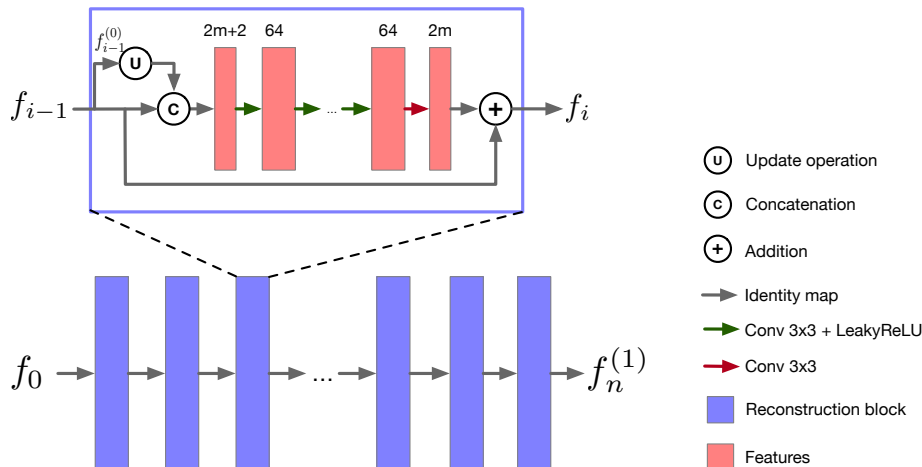 2m+2 64 64 2m
f_{i-1}^{(0)}
U
f_{i-1} C ... + f_i
U Update operation
C Concatenation
+ Addition
Identity map
Conv 3x3 + LeakyReLU
f_0 ... f_n^{(1)}
Conv 3x3
Reconstruction block
Features